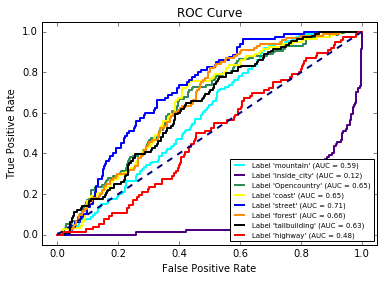 ROC Curve
True Positive Rate
1.0
0.8
0.6
0.4
0.2
0.0
0.0 0.2 0.4 0.6 0.8 1.0
False Positive Rate
Label 'mountain' (AUC = 0.59)
Label 'inside_city' (AUC = 0.12)
Label 'Opencountry' (AUC = 0.65)
Label 'coast' (AUC = 0.65)
Label 'street' (AUC = 0.71)
Label 'forest' (AUC = 0.66)
Label 'tallbuilding' (AUC = 0.63)
Label 'highway' (AUC = 0.48)